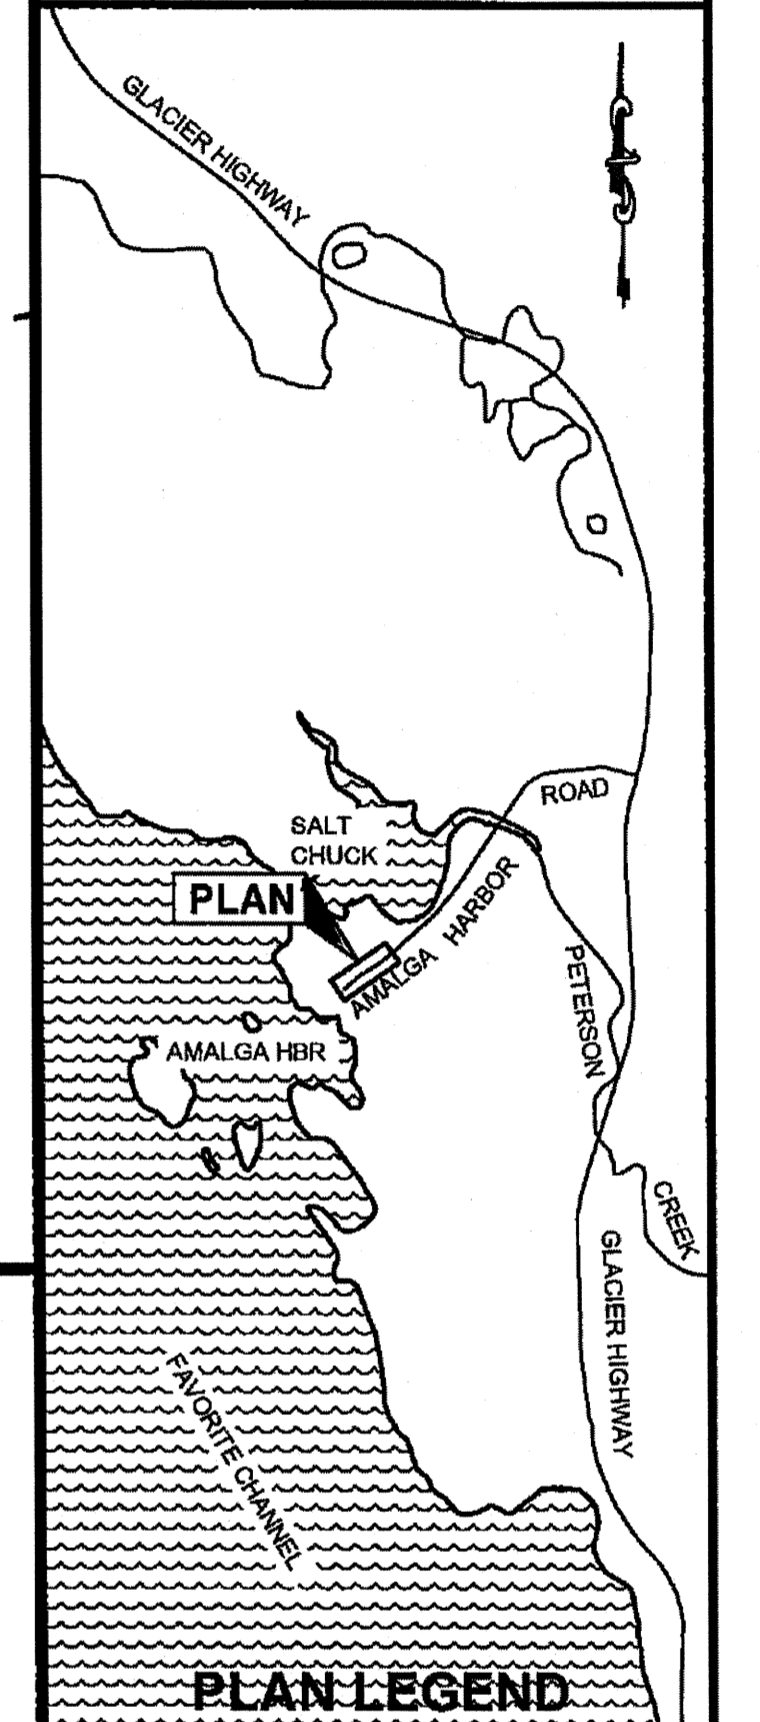 GLACIER HIGHWAY
ROAD
SALT
CHUCK
PLAN
AMALGA HARBOR
PETERSON
AMALGA HBR
CREEK
GLACIER HIGHWAY
FAVORITE CHANNEL
PLAN LEGEND